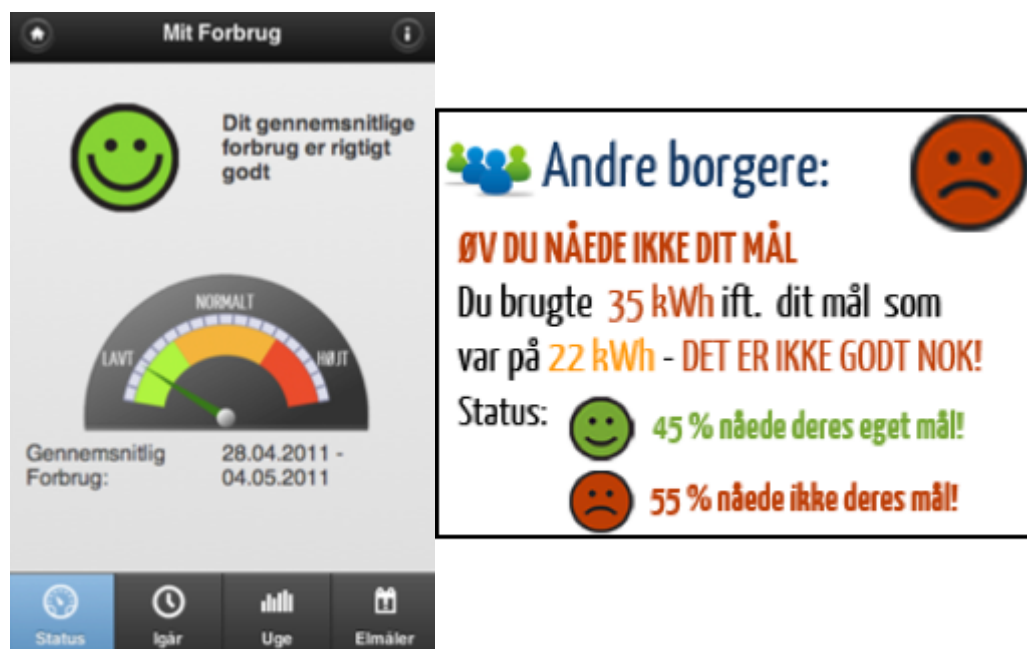 Mit Forbrug
Dit gennemsnitlige
forbrug er rigtigt
godt
NORMALT
LAVT
HØJT
Gennemsnitlig
Forbrug:
28.04.2011 -
04.05.2011
Status
Igår
Uge
Elmåler
Andre borgere:
ØV DU NÅEDE IKKE DIT MÅL
Du brugte 35 kWh ift. dit mål som
var på 22 kWh - DET ER IKKE GODT NOK!
Status:
45 % nåede deres eget mål!
55 % nåede ikke deres mål!